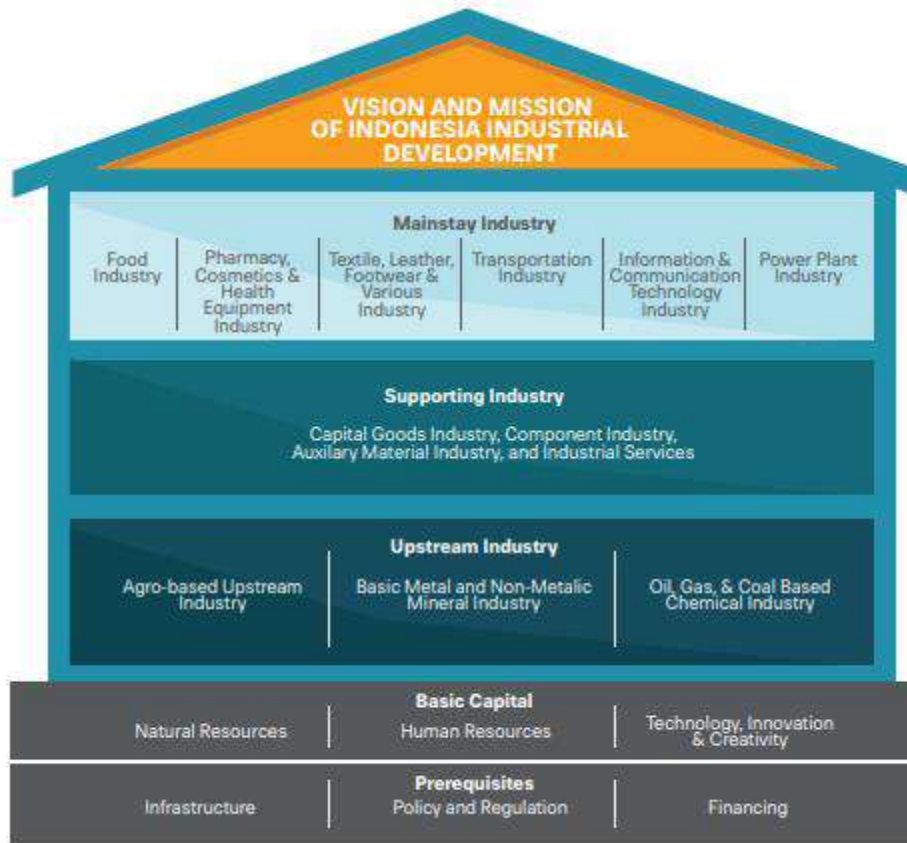 VISION AND MISSION
OF INDONESIA INDUSTRIAL
DEVELOPMENT
Mainstay Industry
Food
Industry
Pharmacy,
Cosmetics &
Health
Equipment
Industry
Textile, Leather,
Footwear &
Various
Industry
Transportation
Industry
Information &
Communication
Technology
Industry
Power Plant
Industry
Supporting Industry
Capital Goods Industry, Component Industry,
Auxilary Material Industry, and Industrial Services
Upstream Industry
Agro-based Upstream
Industry
Basic Metal and Non-Metalic
Mineral Industry
Oil, Gas, & Coal Based
Chemical Industry
Basic Capital
Natural Resources
Human Resources
Technology, Innovation
& Creativity
Prerequisites
Infrastructure
Policy and Regulation
Financing